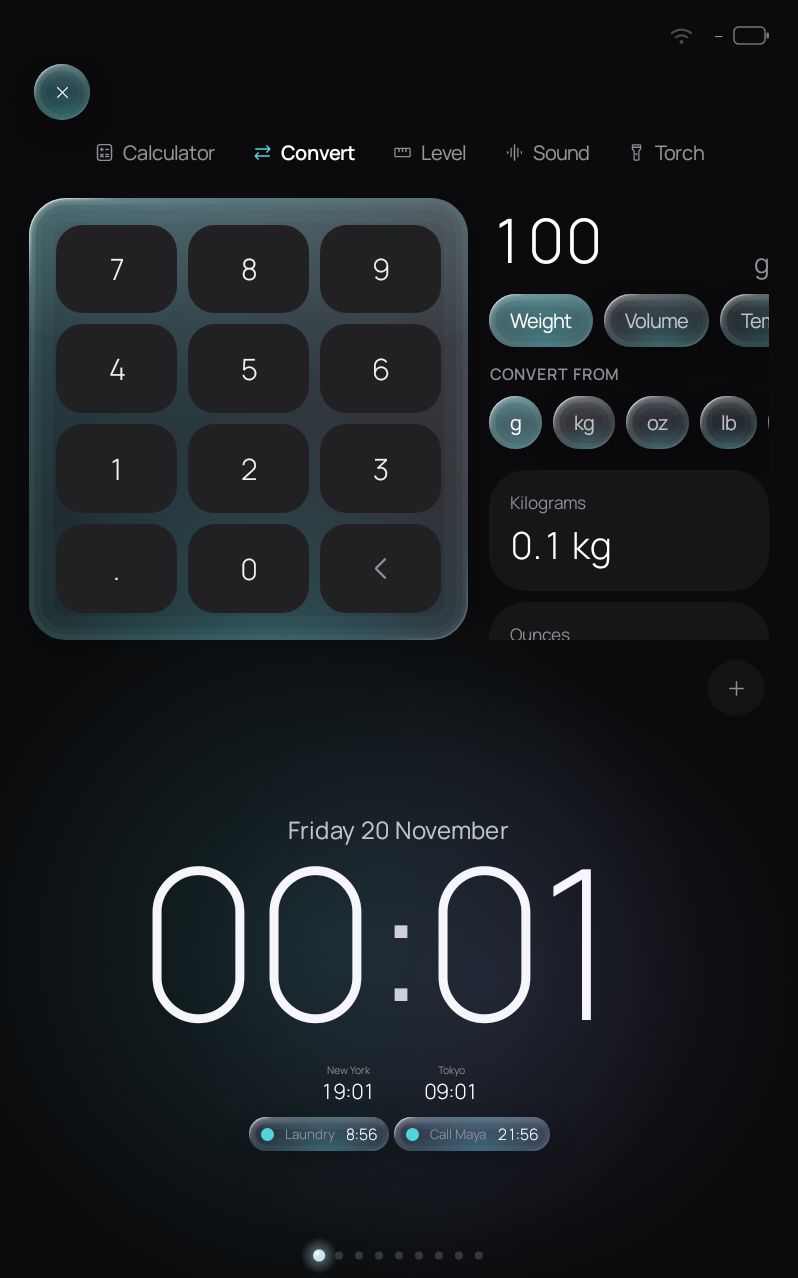 –
Calculator Convert Level Sound Torch
7 8 9
4 5 6
1 2 3
. 0
100
g
Weight Volume
CONVERT FROM
g kg oz lb
Kilograms
0.1 kg
Ounces
Friday 20 November
00:01
New York Tokyo
19:01 09:01
Laundry 8:56 Call Maya 21:56